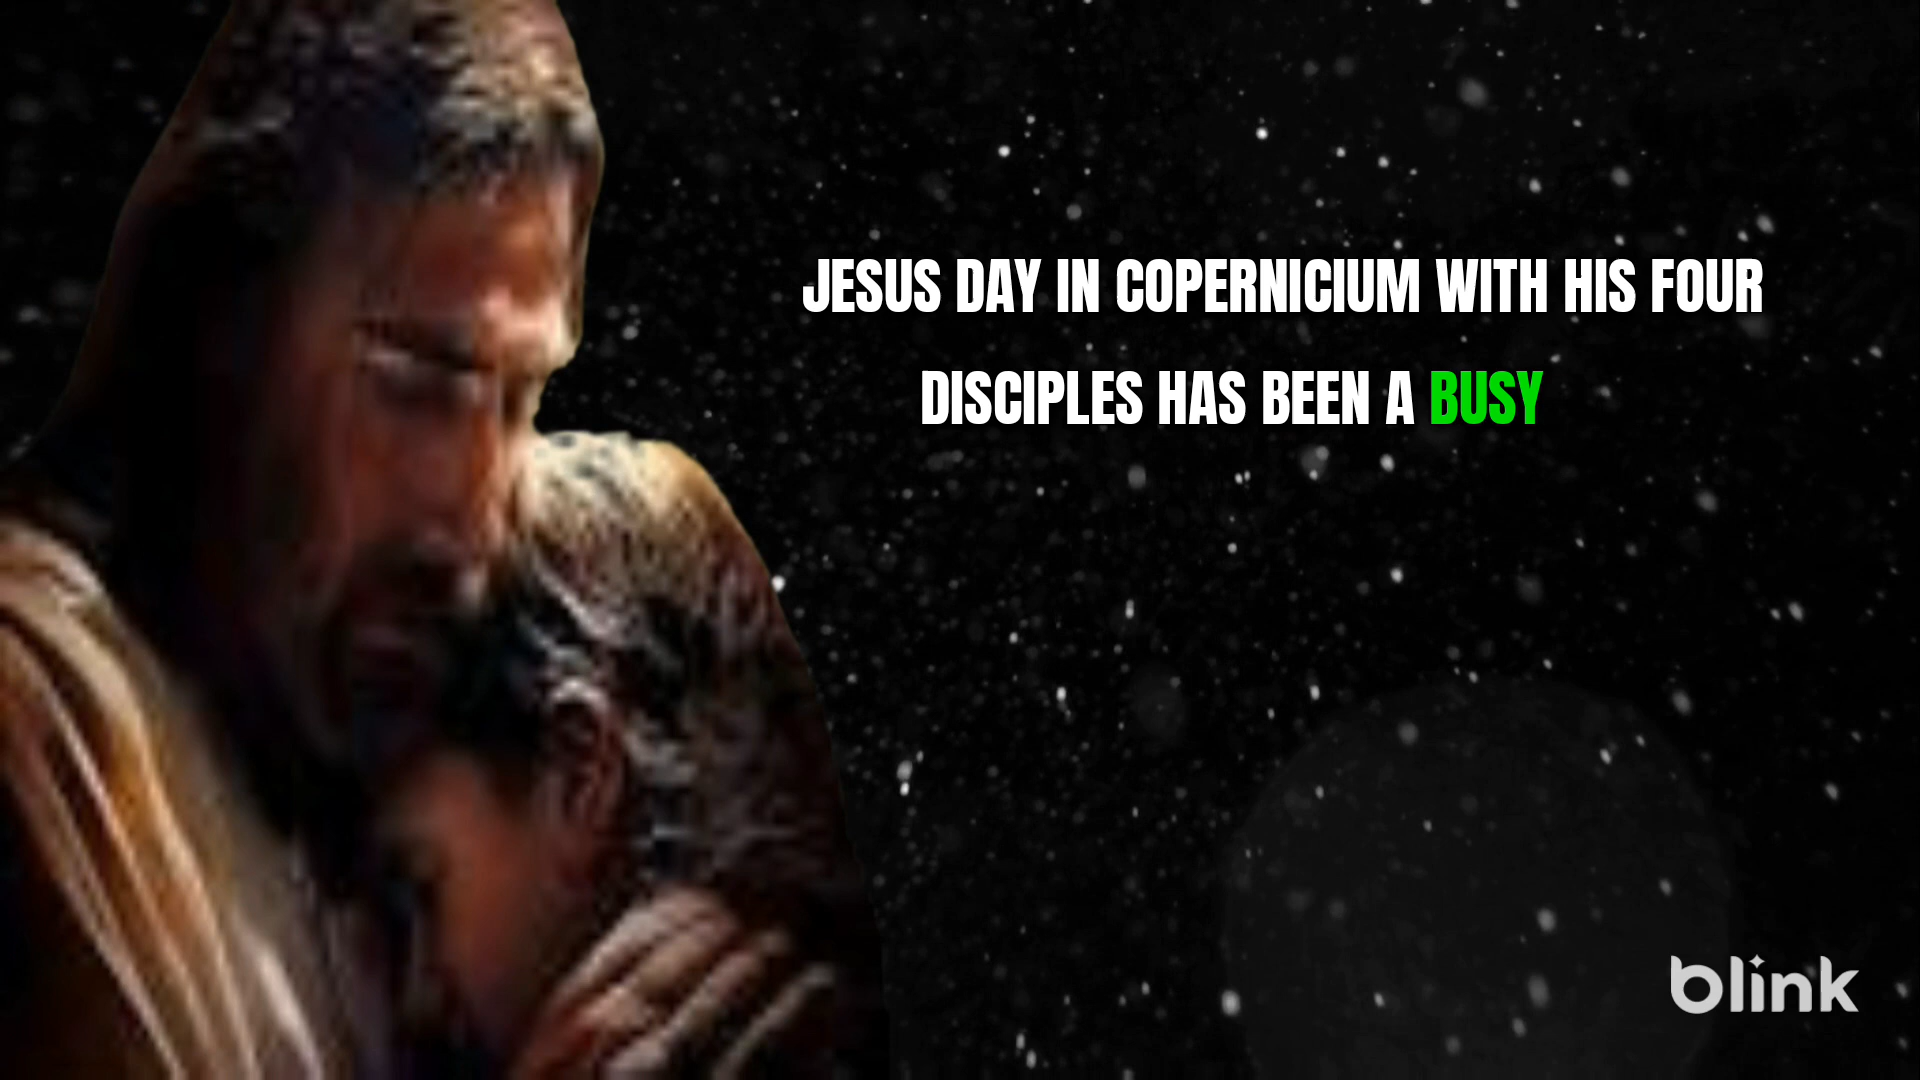 JESUS DAY IN COPERNICIUM WITH HIS FOUR
DISCIPLES HAS BEEN A BUSY
blink